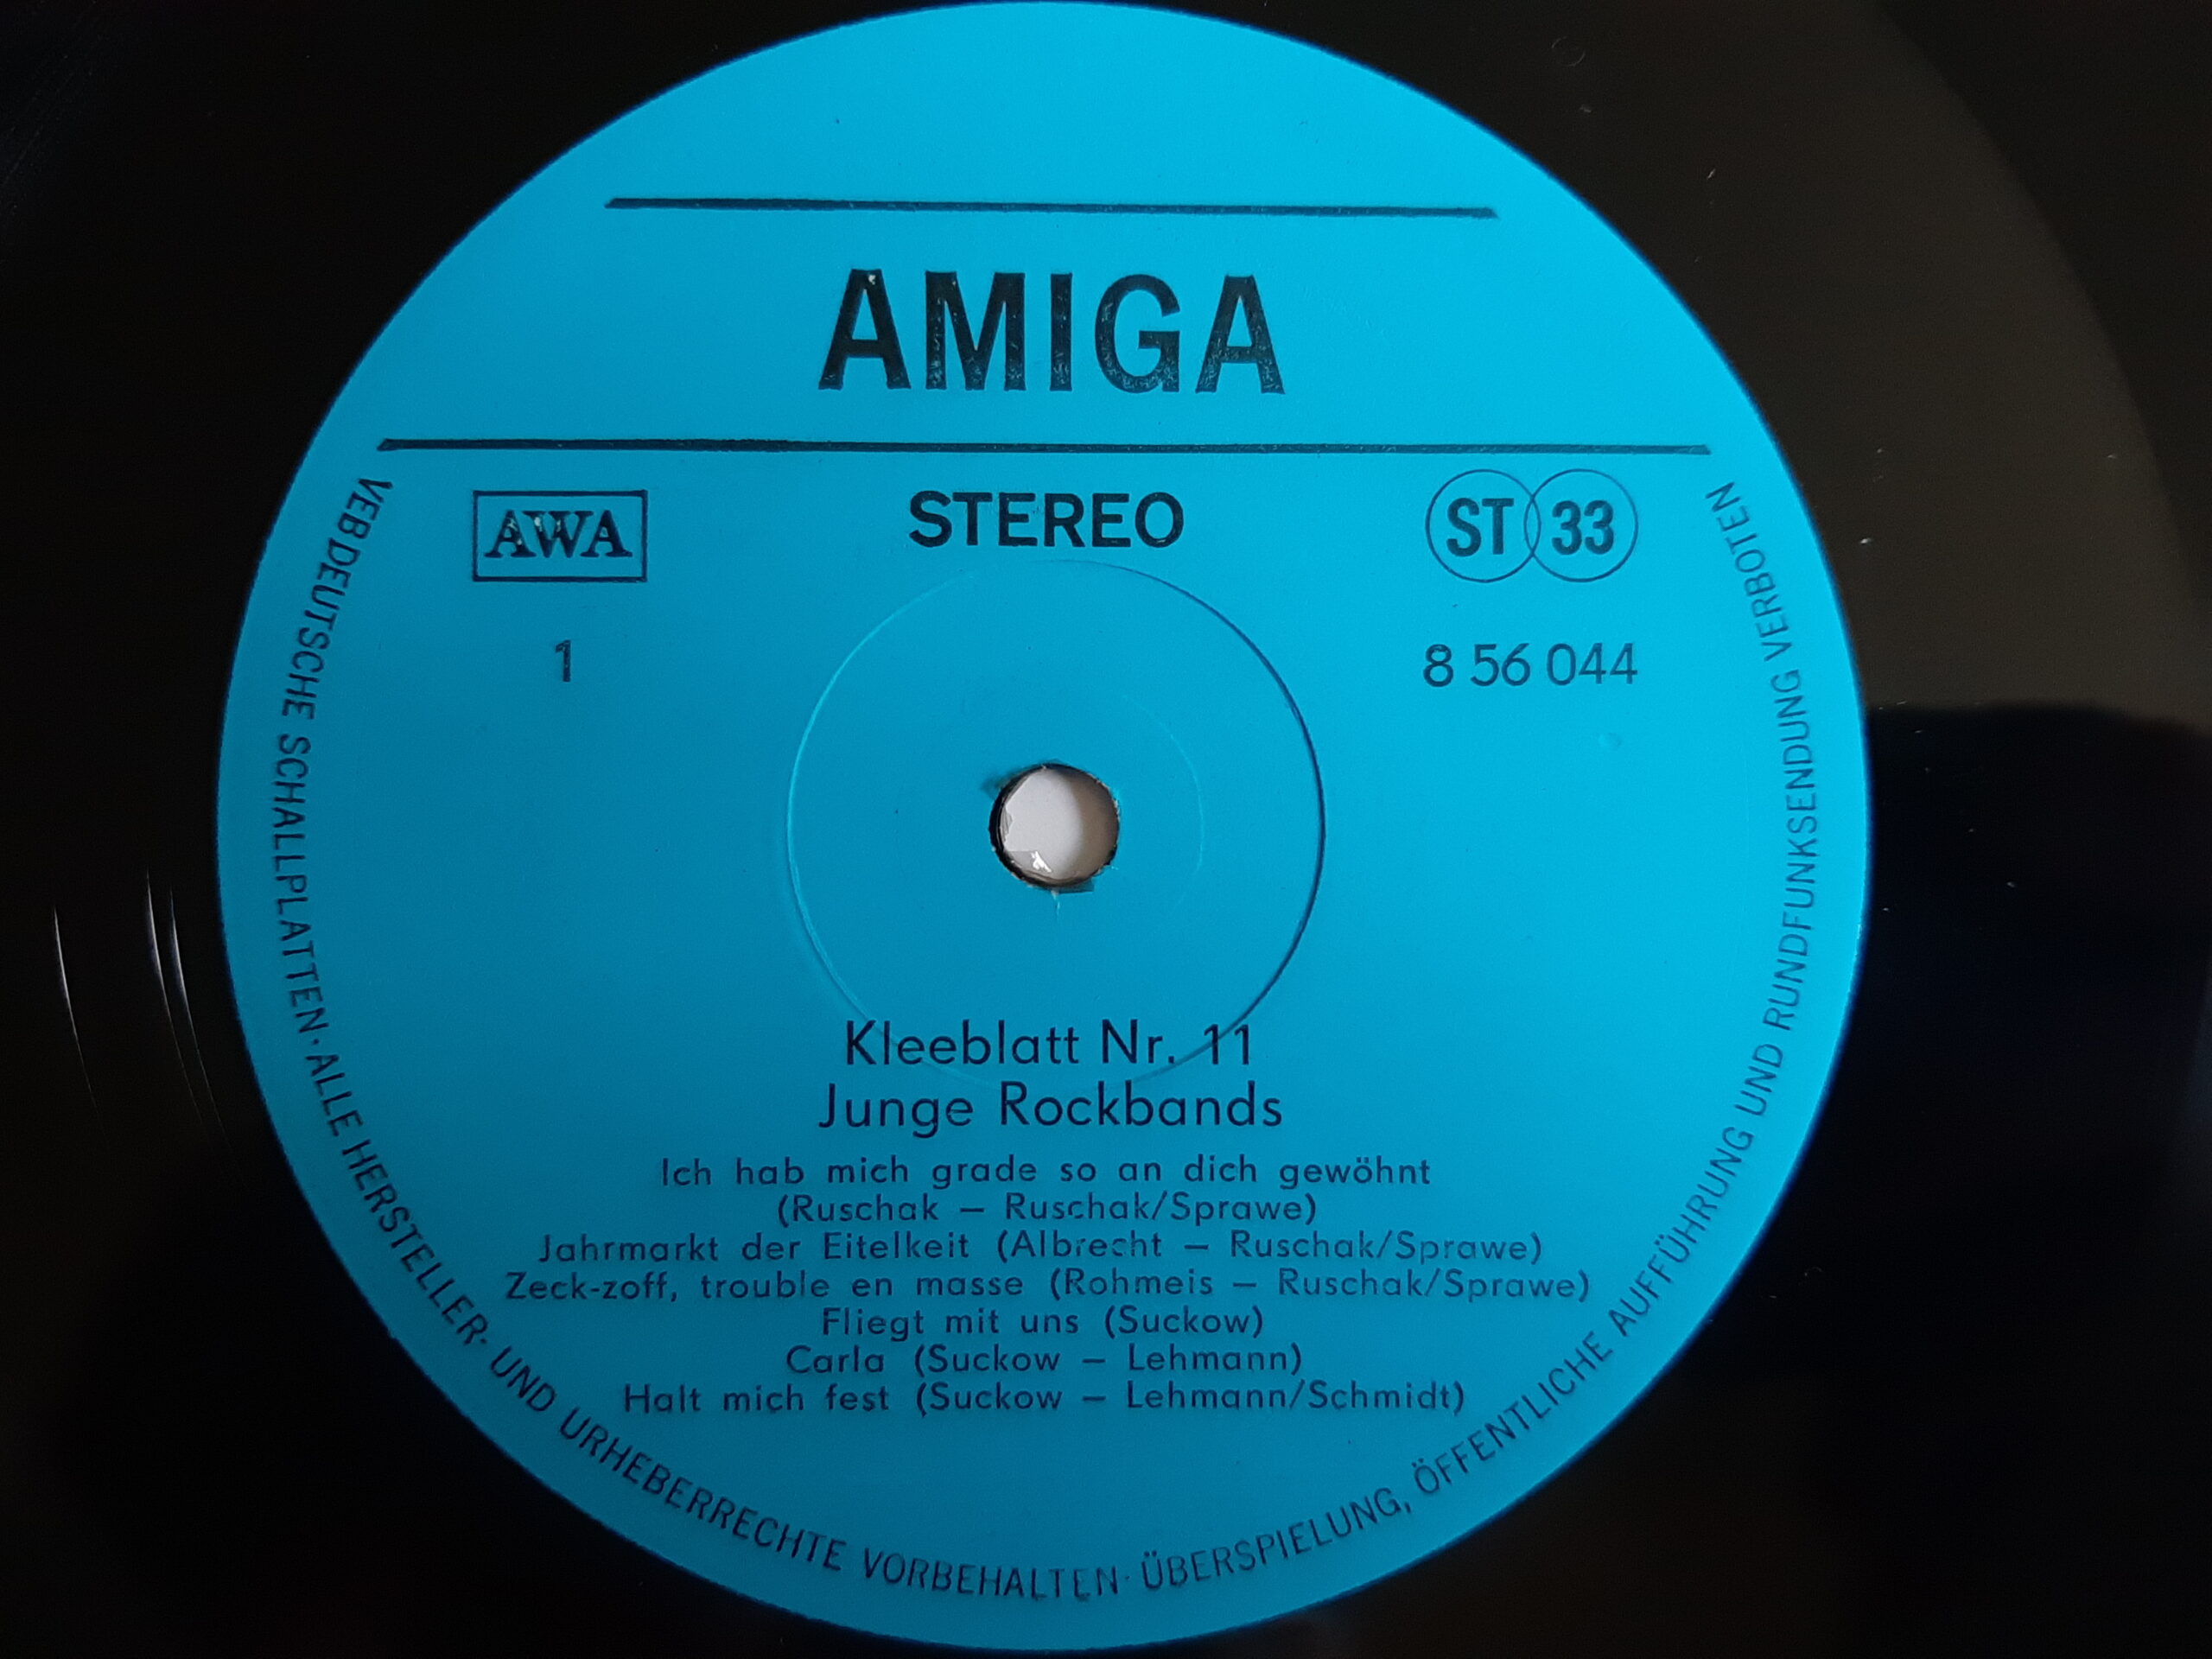 AMIGA
AWA
STEREO
ST 33
1
8 56 044
Kleeblatt Nr. 11
Junge Rockbands
Ich hab mich grade so an dich gewöhnt
(Ruschak – Ruschak/Sprawe)
Jahrmarkt der Eitelkeit (Albrecht – Ruschak/Sprawe)
Zeck-zoff, trouble en masse (Rohmeis – Ruschak/Sprawe)
Fliegt mit uns (Suckow)
Carla (Suckow – Lehmann)
Halt mich fest (Suckow – Lehmann/Schmidt)
VEB DEUTSCHE SCHALLPLATTEN · ALLE HERSTELLER- UND URHEBERRECHTE VORBEHALTEN · ÜBERSPIELUNG, ÖFFENTLICHE AUFFÜHRUNG UND RUNDFUNKSENDUNG VERBOTEN